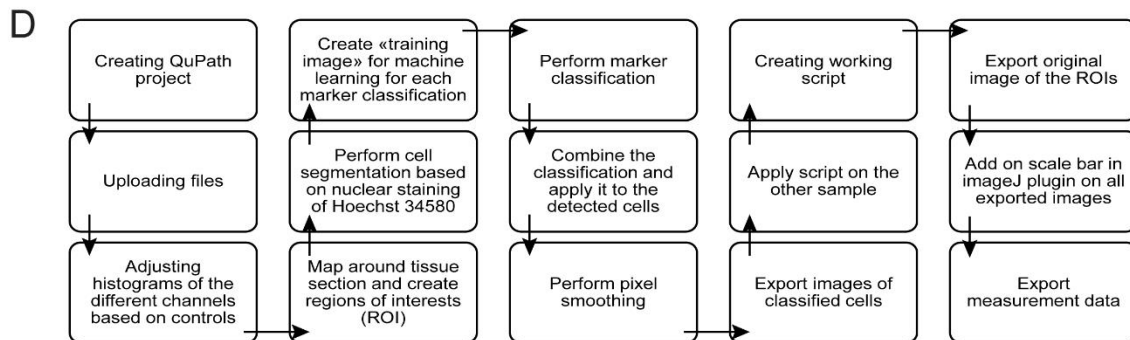 D
Creating QuPath
project
Uploading files
Adjusting
histograms of the
different channels
based on controls
Map around tissue
section and create
regions of interests
(ROI)
Perform cell
segmentation based
on nuclear staining
of Hoechst 34580
Create «training
image» for machine
learning for each
marker classification
Perform marker
classification
Combine the
classification and
apply it to the
detected cells
Perform pixel
smoothing
Export images of
classified cells
Apply script on the
other sample
Creating working
script
Export original
image of the ROIs
Add on scale bar in
imageJ plugin on all
exported images
Export
measurement data